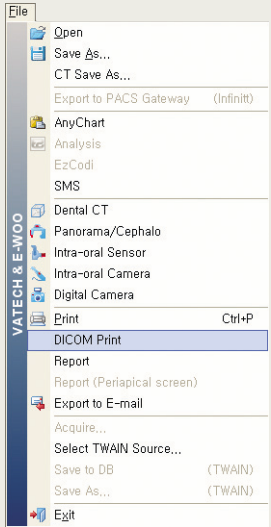 File
Open
Save As...
CT Save As...
Export to PACS Gateway (Infinitt)
AnyChart
Analysis
EzCodi
SMS
Dental CT
Panorama/Cephalo
Intra-oral Sensor
Intra-oral Camera
Digital Camera
Print Ctrl+P
DICOM Print
Report
Report (Periapical screen)
Export to E-mail
Acquire...
Select TWAIN Source...
Save to DB (TWAIN)
Save As... (TWAIN)
Exit
VATECH & E-WOO